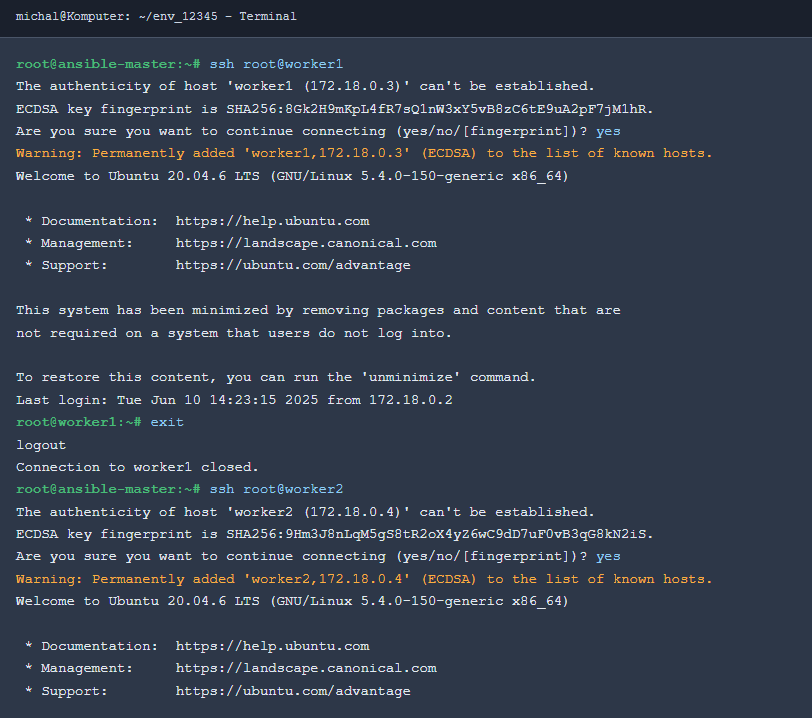 michal@Komputer: ~/env_12345 - Terminal
root@ansible-master:~# ssh root@worker1
The authenticity of host 'worker1 (172.18.0.3)' can't be established.
ECDSA key fingerprint is SHA256:8Gk2H9mKpL4fR7sQ1nW3xY5vB8zC6tE9uA2pF7jM1hR.
Are you sure you want to continue connecting (yes/no/[fingerprint])? yes
Warning: Permanently added 'worker1,172.18.0.3' (ECDSA) to the list of known hosts.
Welcome to Ubuntu 20.04.6 LTS (GNU/Linux 5.4.0-150-generic x86_64)
* Documentation: https://help.ubuntu.com
* Management: https://landscape.canonical.com
* Support: https://ubuntu.com/advantage
This system has been minimized by removing packages and content that are
not required on a system that users do not log into.
To restore this content, you can run the 'unminimize' command.
Last login: Tue Jun 10 14:23:15 2025 from 172.18.0.2
root@worker1:~# exit
logout
Connection to worker1 closed.
root@ansible-master:~# ssh root@worker2
The authenticity of host 'worker2 (172.18.0.4)' can't be established.
ECDSA key fingerprint is SHA256:9Hm3J8nLqM5gS8tR2oX4yZ6wC9dD7uF0vB3qG8kN2iS.
Are you sure you want to continue connecting (yes/no/[fingerprint])? yes
Warning: Permanently added 'worker2,172.18.0.4' (ECDSA) to the list of known hosts.
Welcome to Ubuntu 20.04.6 LTS (GNU/Linux 5.4.0-150-generic x86_64)
* Documentation: https://help.ubuntu.com
* Management: https://landscape.canonical.com
* Support: https://ubuntu.com/advantage